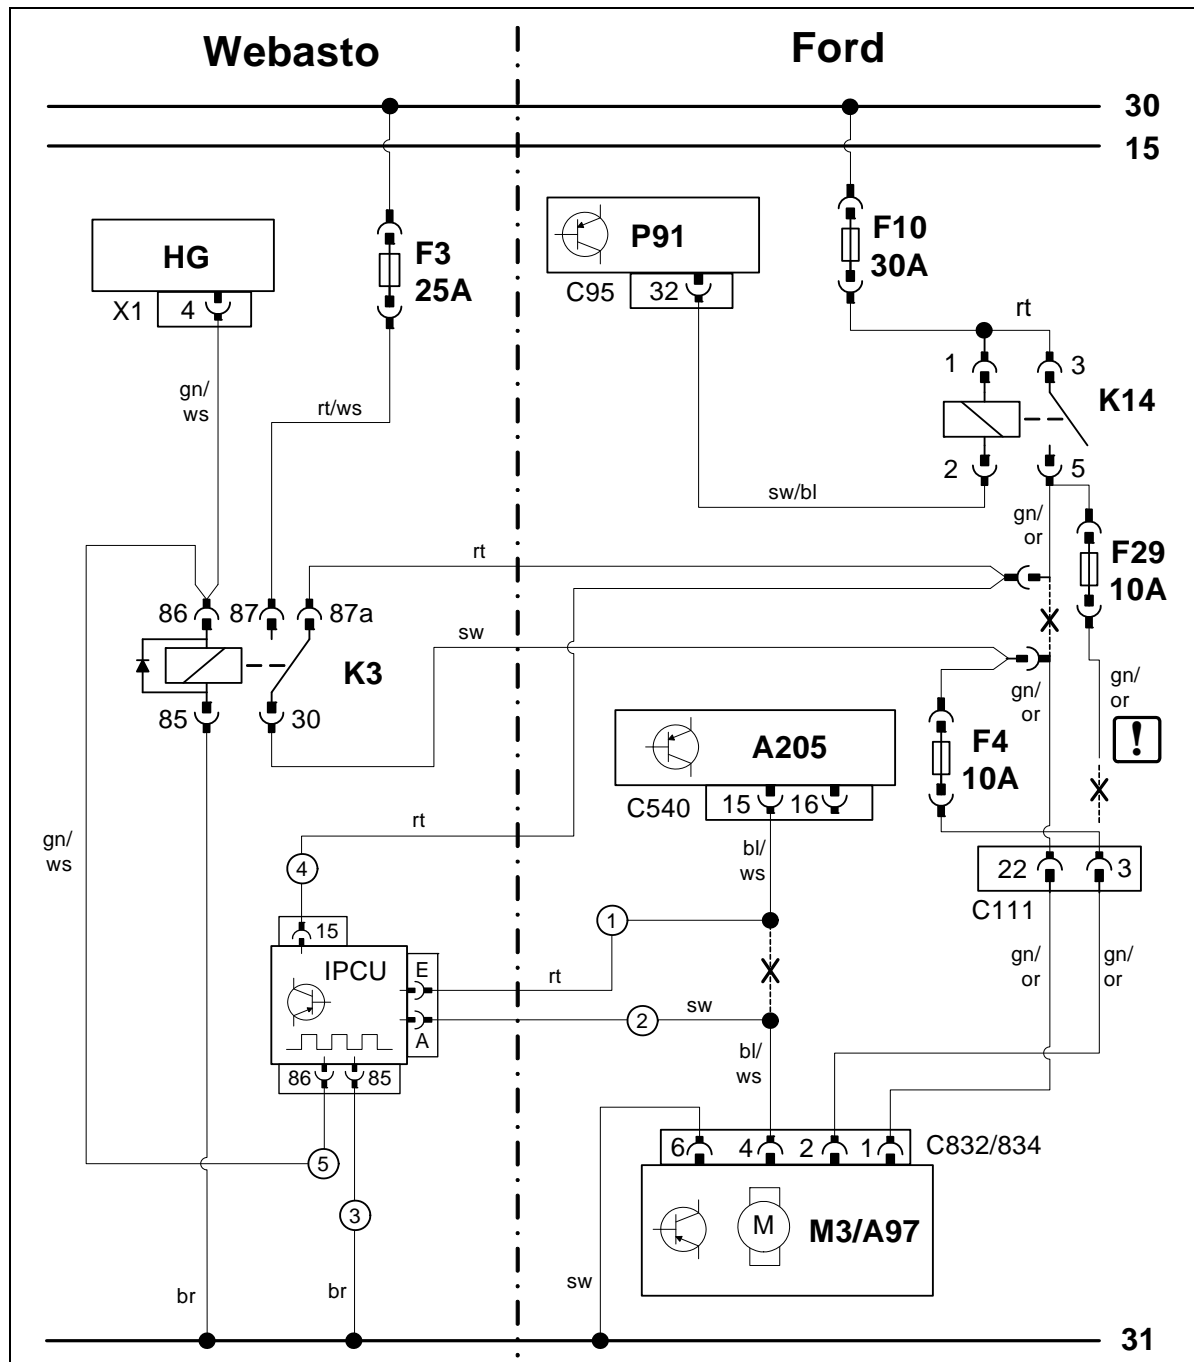 Webasto
Ford
30
15
HG
X1
4
F3
25A
P91
C95
32
F10
30A
rt
1
3
K14
2
5
gn/
ws
rt/ws
sw/bl
gn/
or
F29
10A
rt
86
87
87a
sw
K3
85
30
gn/
or
gn/
or
!
A205
F4
10A
C540
15
16
gn/
ws
rt
4
bl/
ws
22
3
C111
1
15
IPCU
E
rt
A
2
sw
gn/
or
gn/
or
86
85
bl/
ws
5
3
6
4
2
1
C832/834
M
M3/A97
br
br
sw
31